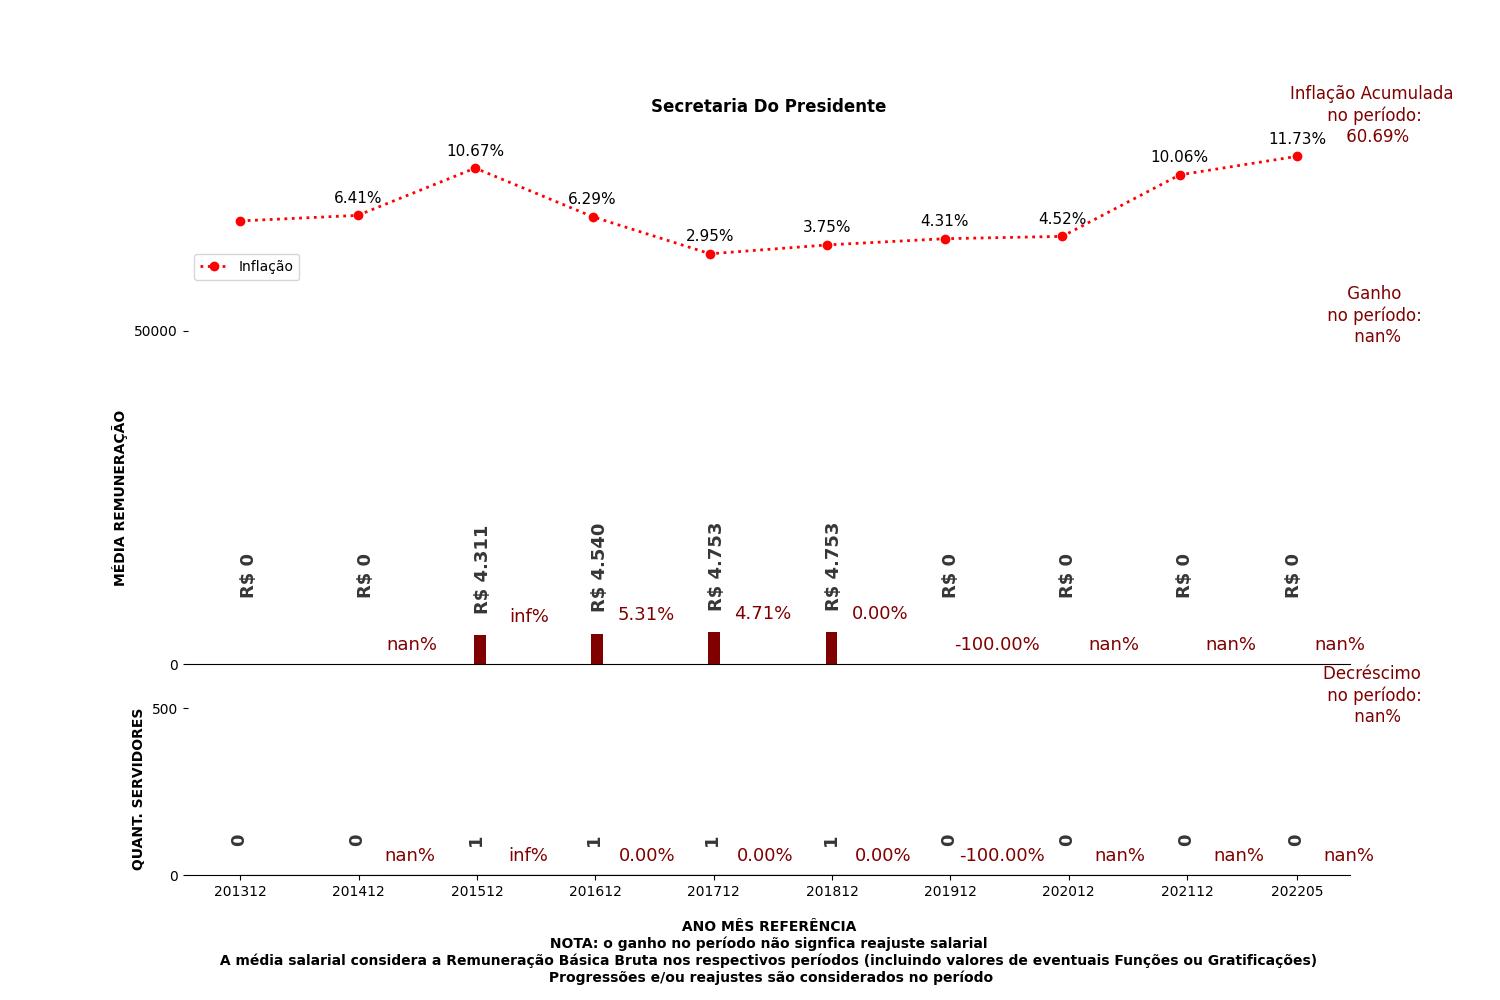 Secretaria Do Presidente
Inflação Acumulada
no período:
60.69%
6.41%
10.67%
6.29%
2.95%
3.75%
4.31%
4.52%
10.06%
11.73%
Inflação
Ganho
no período:
nan%
50000
0
MÉDIA REMUNERAÇÃO
R$ 0
R$ 0
R$ 4.311
R$ 4.540
R$ 4.753
R$ 4.753
R$ 0
R$ 0
R$ 0
R$ 0
nan%
inf%
5.31%
4.71%
0.00%
-100.00%
nan%
nan%
nan%
Decréscimo
no período:
nan%
500
0
QUANT. SERVIDORES
0
0
1
1
1
1
0
0
0
0
nan%
inf%
0.00%
0.00%
0.00%
-100.00%
nan%
nan%
nan%
201312
201412
201512
201612
201712
201812
201912
202012
202112
202205
ANO MÊS REFERÊNCIA
NOTA: o ganho no período não signfica reajuste salarial
A média salarial considera a Remuneração Básica Bruta nos respectivos períodos (incluindo valores de eventuais Funções ou Gratificações)
Progressões e/ou reajustes são considerados no período